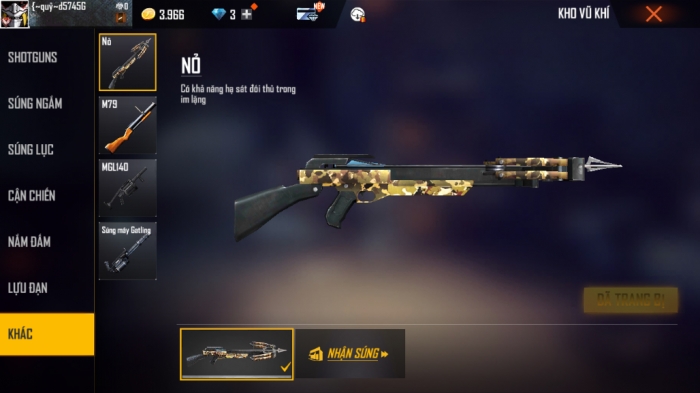 {~quỹ~d5745G
0
3.966
3
NEW
KHO VŨ KHÍ
SHOTGUNS
SÚNG NGẮM
SÚNG LỤC
CẬN CHIẾN
NẮM ĐẤM
LỰU ĐẠN
KHÁC
Nỏ
M79
MGL140
Súng máy Gatling
NỎ
Có khả năng hạ sát đối thủ trong
im lặng
ĐÃ TRANG BỊ
NHẬN SÚNG